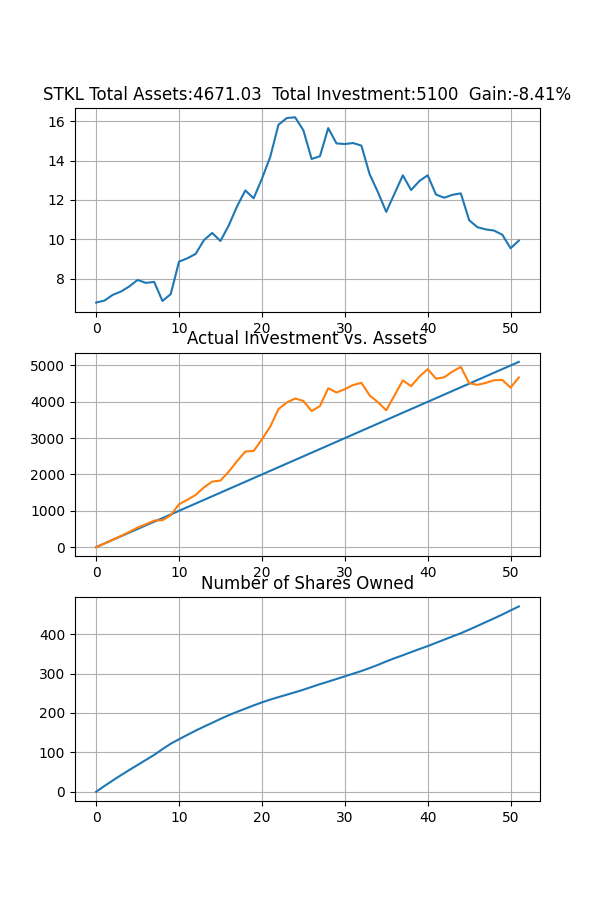 STKL Total Assets:4671.03  Total Investment:5100  Gain:-8.41%
16
14
12
10
8
0 10 20 30 40 50
Actual Investment vs. Assets
5000
4000
3000
2000
1000
0
0 10 20 30 40 50
Number of Shares Owned
400
300
200
100
0
0 10 20 30 40 50